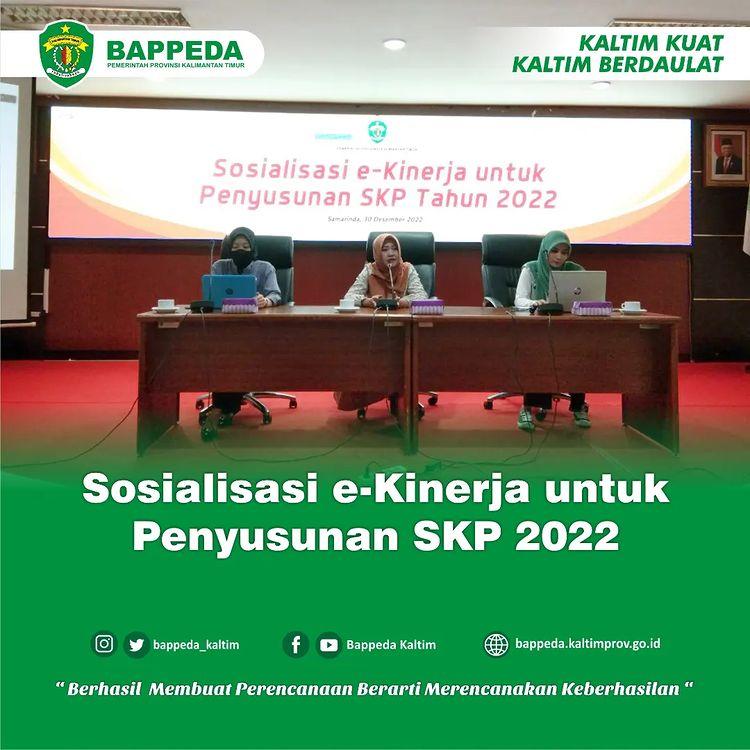 BAPPEDA
PEMERINTAH PROVINSI KALIMANTAN TIMUR
KALTIM KUAT
KALTIM BERDAULAT
Sosialisasi e-Kinerja untuk
Penyusunan SKP Tahun 2022
Samarinda, 30 Desember 2022
Sosialisasi e-Kinerja untuk
Penyusunan SKP 2022
bappeda_kaltim
Bappeda Kaltim
bappeda.kaltimprov.go.id
“ Berhasil Membuat Perencanaan Berarti Merencanakan Keberhasilan “